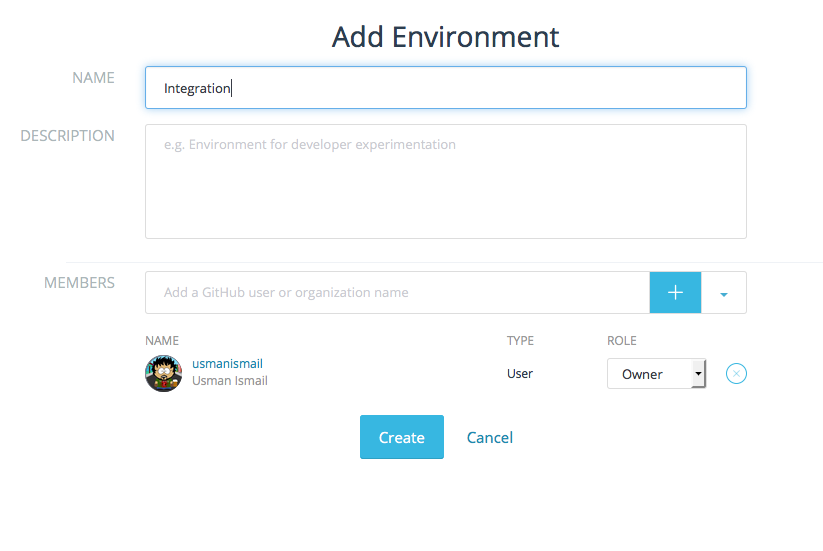 Add Environment
NAME
Integration
DESCRIPTION
e.g. Environment for developer experimentation
MEMBERS
Add a GitHub user or organization name
NAME TYPE ROLE
usmanismail
Usman Ismail
User
Owner
Create Cancel